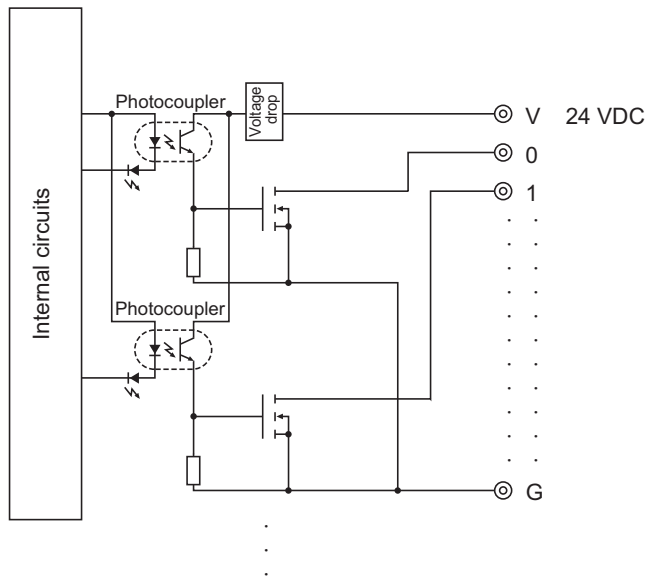 Photocoupler
Voltage drop
V 24 VDC
0
1
Internal circuits
Photocoupler
G